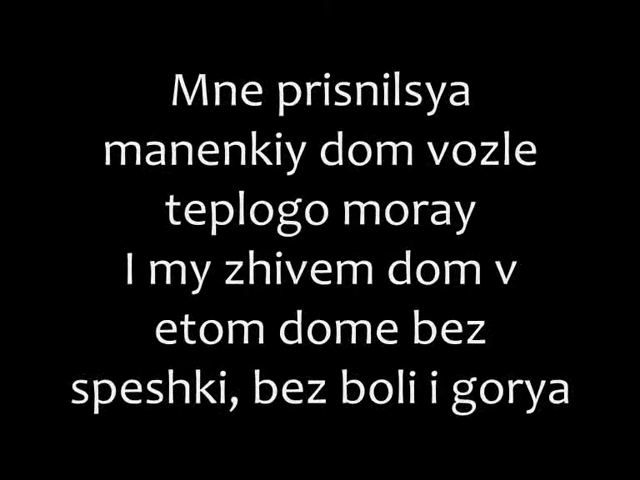 Mne prisnilsya
manenkiy dom vozle
teplogo moray
I my zhivem dom v
etom dome bez
speshki, bez boli i gorya